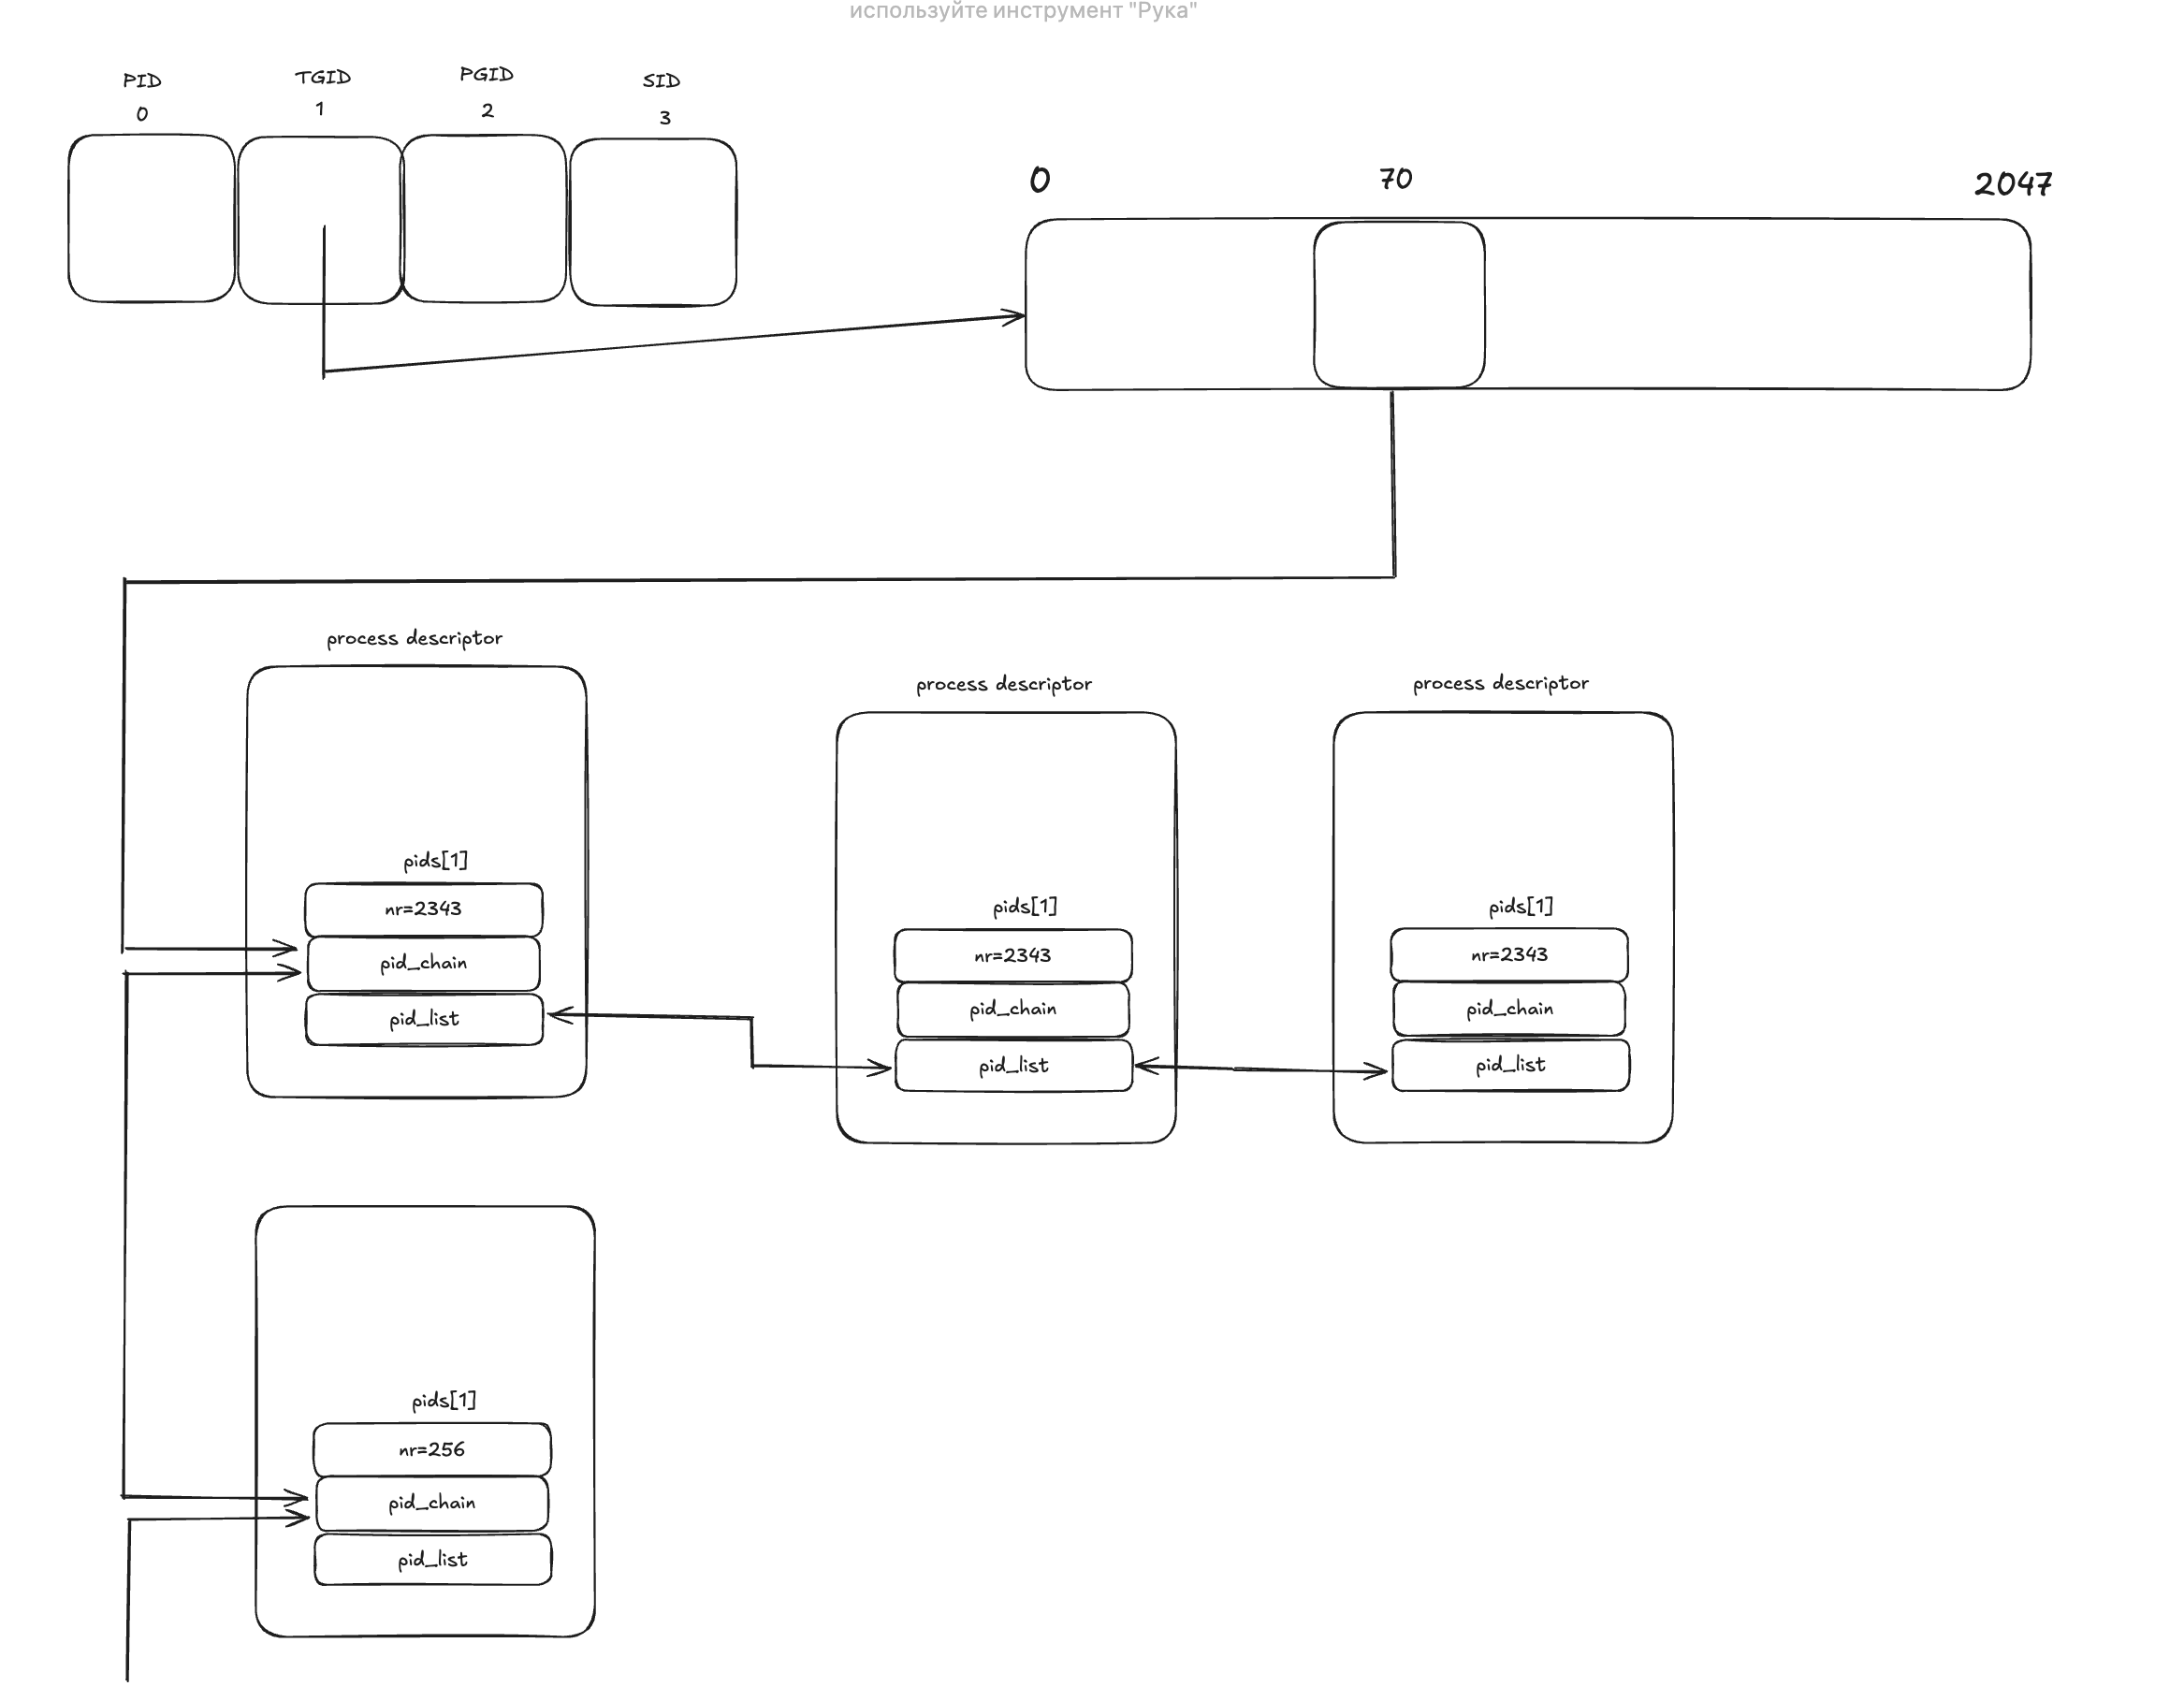 используйте инструмент "Рука"
PID
TGID
PGID
SID
0
1
2
3
0
70
2047
process descriptor
pids[1]
nr=2343
pid_chain
pid_list
process descriptor
pids[1]
nr=2343
pid_chain
pid_list
process descriptor
pids[1]
nr=2343
pid_chain
pid_list
pids[1]
nr=256
pid_chain
pid_list